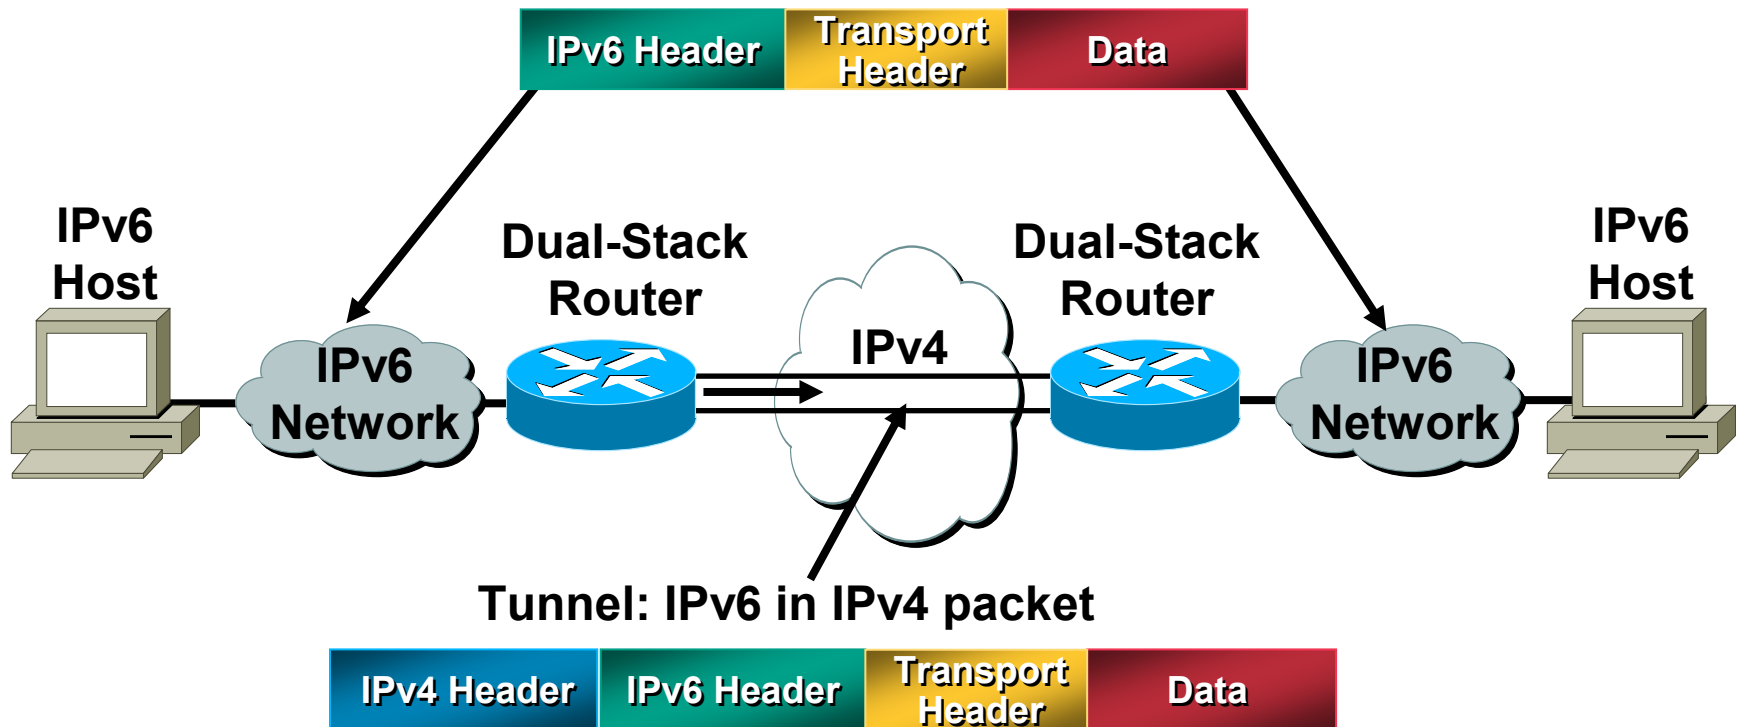 IPv6 Header
Transport
Header
Data
IPv6
Host
Dual-Stack
Router
Dual-Stack
Router
IPv6
Host
IPv6
Network
IPv4
IPv6
Network
Tunnel: IPv6 in IPv4 packet
IPv4 Header
IPv6 Header
Transport
Header
Data